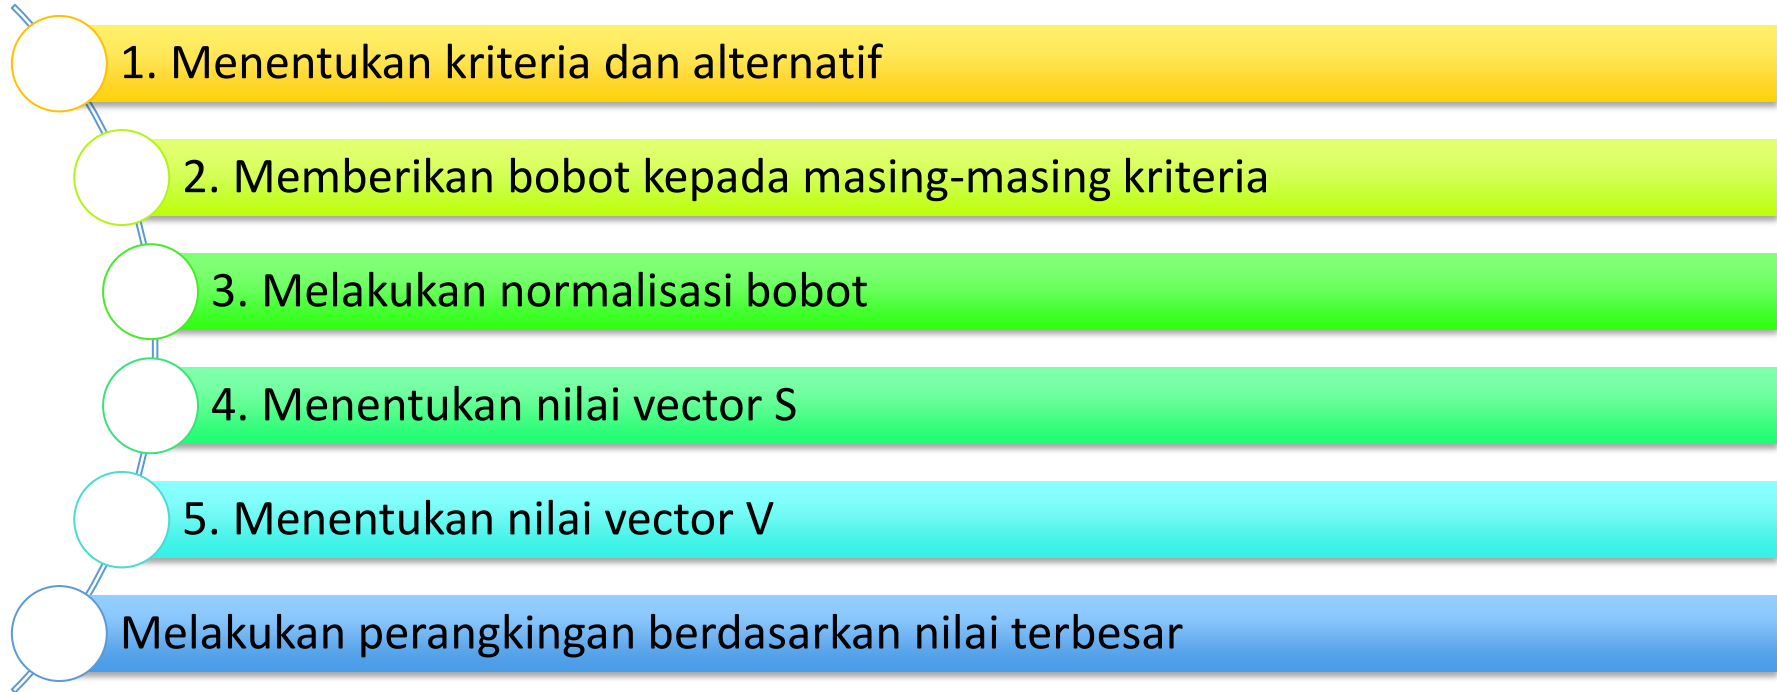 1. Menentukan kriteria dan alternatif
2. Memberikan bobot kepada masing-masing kriteria
3. Melakukan normalisasi bobot
4. Menentukan nilai vector S
5. Menentukan nilai vector V
Melakukan perangkingan berdasarkan nilai terbesar